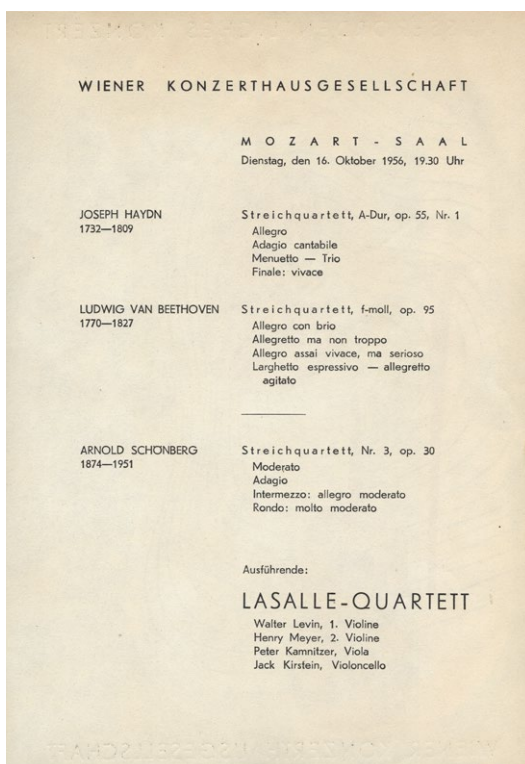 WIENER KONZERTHAUSGESELLSCHAFT
MOZART-SAAL
Dienstag, den 16. Oktober 1956, 19.30 Uhr
JOSEPH HAYDN
1732—1809
Streichquartett, A-Dur, op. 55, Nr. 1
Allegro
Adagio cantabile
Menuetto — Trio
Finale: vivace
LUDWIG VAN BEETHOVEN
1770—1827
Streichquartett, f-moll, op. 95
Allegro con brio
Allegretto ma non troppo
Allegro assai vivace, ma serioso
Larghetto espressivo — allegretto
agitato
ARNOLD SCHÖNBERG
1874—1951
Streichquartett, Nr. 3, op. 30
Moderato
Adagio
Intermezzo: allegro moderato
Rondo: molto moderato
Ausführende:
LASALLE-QUARTETT
Walter Levin, 1. Violine
Henry Meyer, 2. Violine
Peter Kamnitzer, Viola
Jack Kirstein, Violoncello